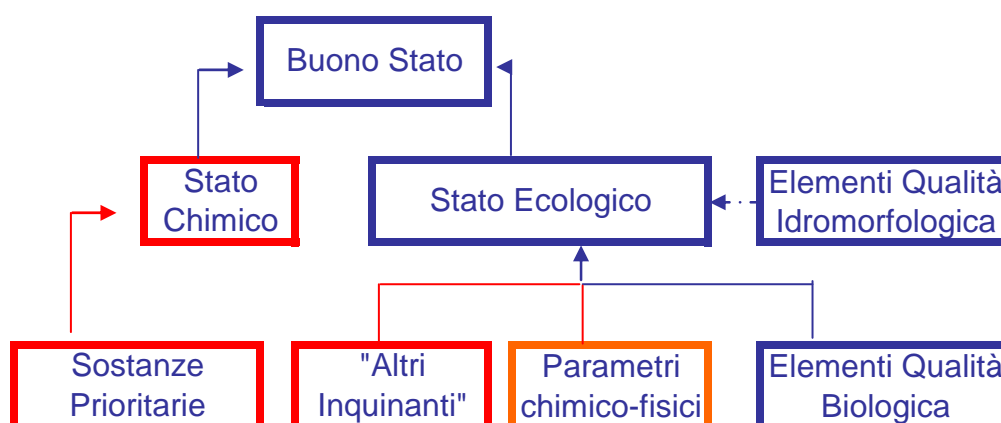 Buono Stato
Stato
Chimico
Stato Ecologico
Elementi Qualità
Idromorfologica
Sostanze
Prioritarie
"Altri
Inquinanti"
Parametri
chimico-fisici
Elementi Qualità
Biologica